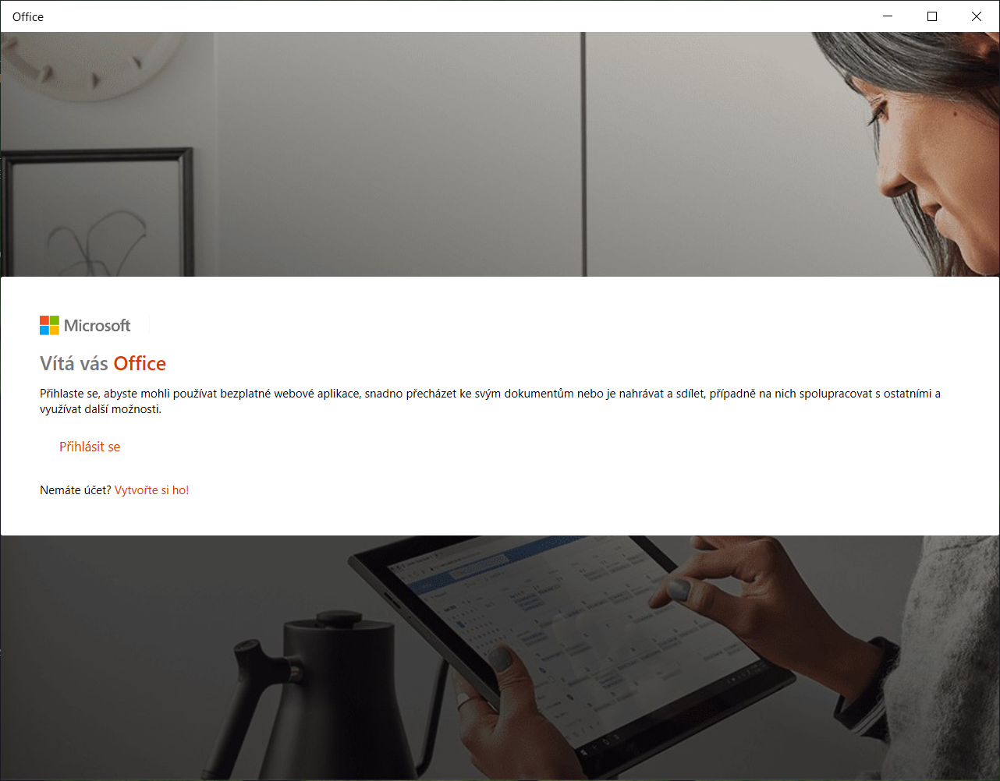 Office
Microsoft
Vítá vás Office
Přihlaste se, abyste mohli používat bezplatné webové aplikace, snadno přecházet ke svým dokumentům nebo je nahrávat a sdílet, případně na nich spolupracovat s ostatními a
využívat další možnosti.
Přihlásit se
Nemáte účet? Vytvořte si ho!